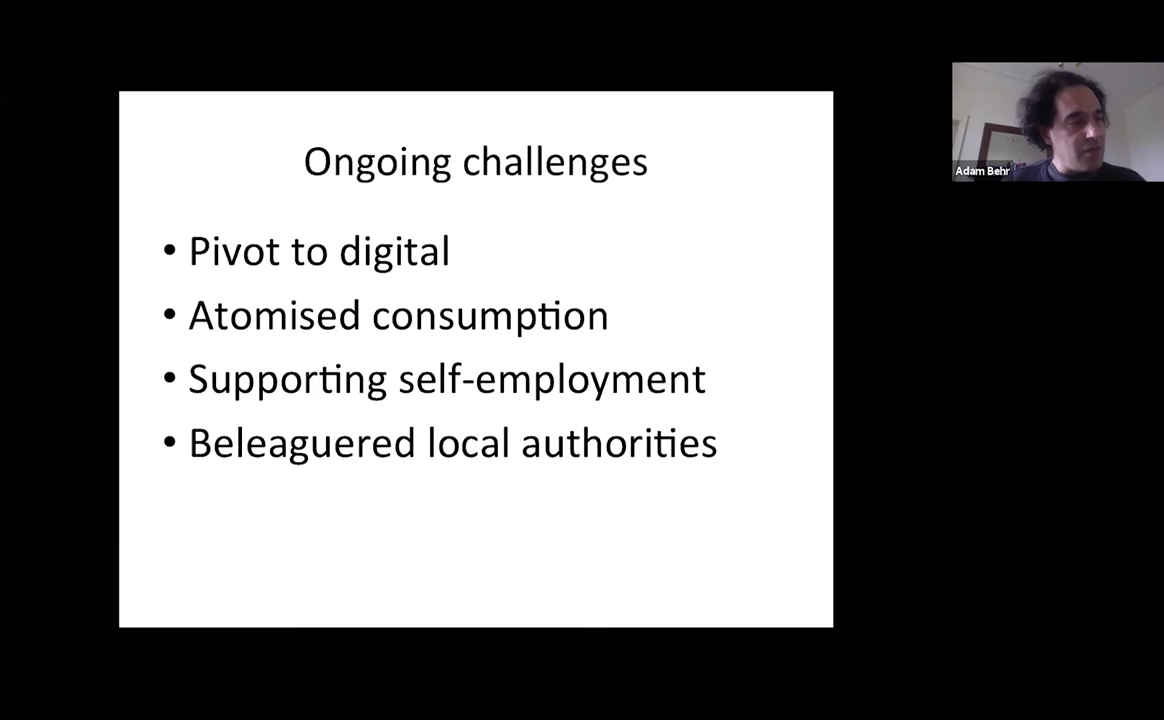 Ongoing challenges
• Pivot to digital
• Atomised consumption
• Supporting self-employment
• Beleaguered local authorities
Adam Behr